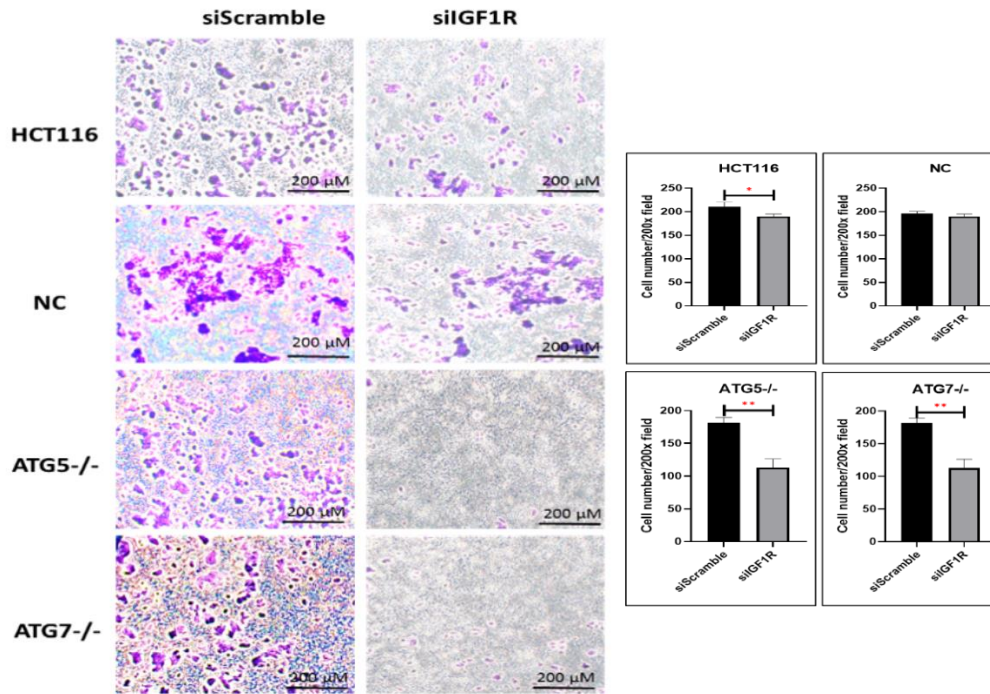 siScramble siIGF1R
HCT116
200 μM 200 μM
NC
200 μM 200 μM
ATG5-/-
200 μM 200 μM
ATG7-/-
200 μM 200 μM
HCT116
*
Cell number/200x field
250
200
150
100
50
0
siScramble
siIGF1R
NC
Cell number/200x field
250
200
150
100
50
0
siScramble
siIGF1R
ATG5-/-
**
Cell number/200x field
200
150
100
50
0
siScramble
siIGF1R
ATG7-/-
**
Cell number/200x field
200
150
100
50
0
siScramble
siIGF1R